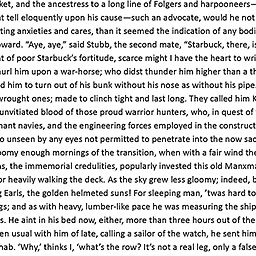 ket, and the ancestress to a long line of Folgers and harpooneers—
t tell eloquently upon his cause—such an advocate, would he not
ting anxieties and cares, than it seemed the indication of any bodi
oward. "Aye, aye," said Stubb, the second mate, "Starbuck, there, is
t of poor Starbuck's fortitude, scarce might I have the heart to wri
hurl him upon a war-horse; who didst thunder him higher than a th
d him to turn out of his bunk without his nose as without his pipe.
wrought ones; made to clinch tight and last long. They called him K
unvitiated blood of those proud warrior hunters, who, in quest of
hant navies, and the engineering forces employed in the construct
o unseen by any eyes not permitted to penetrate into the now sac
oomy enough mornings of the transition, when with a fair wind the
as, the immemorial credulities, popularly invested this old Manxma
or heavily walking the deck. As the sky grew less gloomy; indeed, b
g Earls, the golden helmeted suns! For sleeping man, 'twas hard to
gs; and as with heavy, lumber-like pace he was measuring the ship
s. He aint in his bed now, either, more than three hours out of the
en usual with him of late, calling a sailor of the watch, he sent him
hab. 'Why,' thinks I, 'what's the row? It's not a real leg, only a false